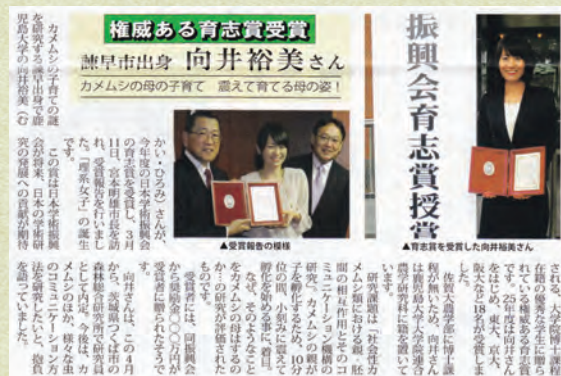 権威ある育志賞受賞
諫早市出身 向井裕美さん
カメムシの母の子育て 震えて育てる母の姿!
振興会育志賞授賞
カメムシの子育ての謎
を研究する諫早出身で鹿
児島大学の向井裕美(む
かい・ひろみ)さんが、
今年度の日本学術振興会
の育志賞を受賞し、3月
11日、宮本明雄市長を訪
れ、受賞報告を行いまし
た。「理系女子」の誕生
です。
この賞は日本学術振興
会が将来、日本の学術研
究の発展への貢献が期待
される、大学院博士課程
在籍の優秀な学生に贈ら
れている権威ある育志賞
です。25年度は向井さん
はじめ、東大、京大、
阪大など18名が受賞しま
した。
佐賀大農学部に博士課
程が無いため、向井さん
は鹿児島大学大学院連合
農学研究科に籍を置いて
います。
研究課題は、「社会性カ
メムシ類における親/胚
間の相互作用とそのコ
ミュニケーション機構の
研究」。カメムシの親が
子を孵化するため、10分
位の間、小刻みに震えて
孵化を始める事に、着目。
なぜ、そのようなこと
をカメムシの母はするの
か…の研究が評価された
ものです。
受賞者には、同振興会
から奨励金〇〇〇万円が
受賞者に贈られたそうで
す。
向井さんは、この4月
から、茨城県つくば市の
森林総合研究所で研究員
として内定。今後は、カ
メムシのほか、様々な虫
のコミュニケーション方
法を研究したいと、抱負
を語っていました。
▲受賞報告の模様
▲育志賞を受賞した向井裕美さん